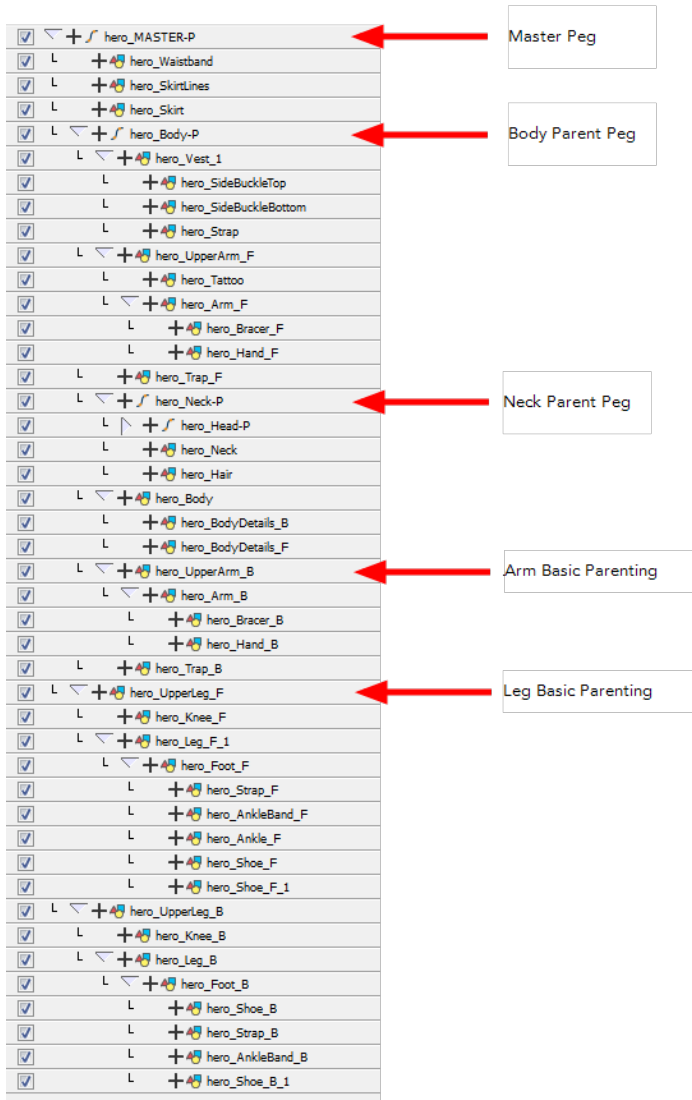 hero_MASTER-P
Master Peg
hero_Waistband
hero_SkirtLines
hero_Skirt
hero_Body-P
Body Parent Peg
hero_Vest_1
hero_SideBuckleTop
hero_SideBuckleBottom
hero_Strap
hero_UpperArm_F
hero_Tattoo
hero_Arm_F
hero_Bracer_F
hero_Hand_F
hero_Trap_F
hero_Neck-P
Neck Parent Peg
hero_Head-P
hero_Neck
hero_Hair
hero_Body
hero_BodyDetails_B
hero_BodyDetails_F
hero_UpperArm_B
Arm Basic Parenting
hero_Arm_B
hero_Bracer_B
hero_Hand_B
hero_Trap_B
hero_UpperLeg_F
Leg Basic Parenting
hero_Knee_F
hero_Leg_F_1
hero_Foot_F
hero_Strap_F
hero_AnkleBand_F
hero_Ankle_F
hero_Shoe_F
hero_Shoe_F_1
hero_UpperLeg_B
hero_Knee_B
hero_Leg_B
hero_Foot_B
hero_Shoe_B
hero_Strap_B
hero_AnkleBand_B
hero_Shoe_B_1